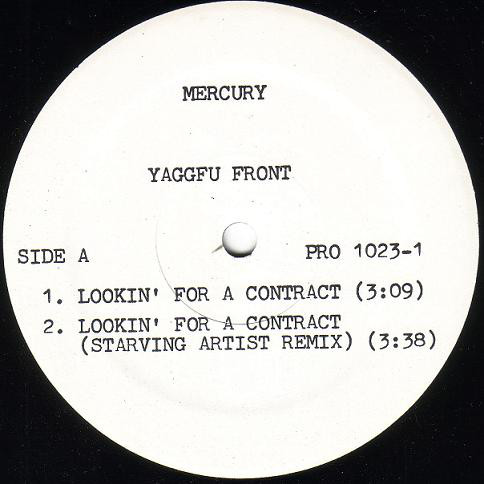 MERCURY
YAGGFU FRONT
SIDE A PRO 1023-1
1. LOOKIN' FOR A CONTRACT (3:09)
2. LOOKIN' FOR A CONTRACT
(STARVING ARTIST REMIX) (3:38)